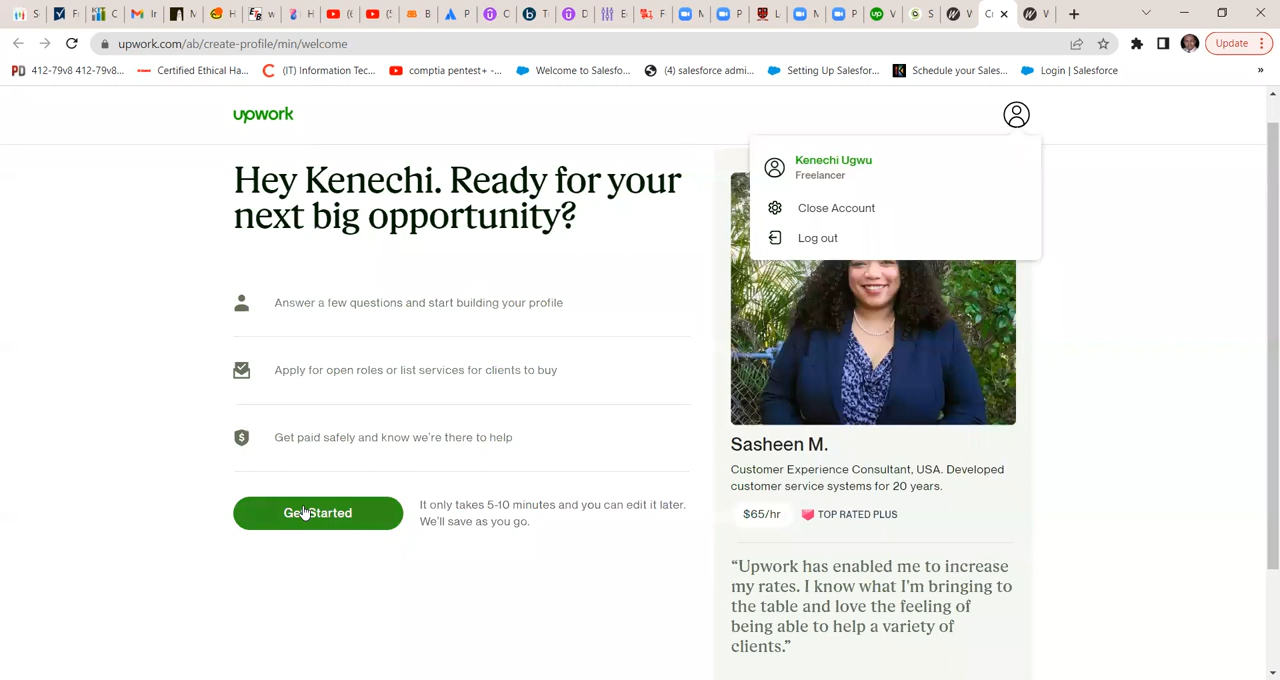 upwork.com/ab/create-profile/min/welcome
Update
412-79v8 412-79v8...
Certified Ethical Ha...
(IT) Information Tec...
comptia pentest+ -...
Welcome to Salesfo...
(4) salesforce admi...
Setting Up Salesfor...
Schedule your Sales...
Login | Salesforce
»
upwork
Kenechi Ugwu
Freelancer
Close Account
Log out
Hey Kenechi. Ready for your
next big opportunity?
Answer a few questions and start building your profile
Apply for open roles or list services for clients to buy
Get paid safely and know we're there to help
Get Started
It only takes 5-10 minutes and you can edit it later.
We'll save as you go.
Sasheen M.
Customer Experience Consultant, USA. Developed
customer service systems for 20 years.
$65/hr
TOP RATED PLUS
“Upwork has enabled me to increase
my rates. I know what I'm bringing to
the table and love the feeling of
being able to help a variety of
clients.”